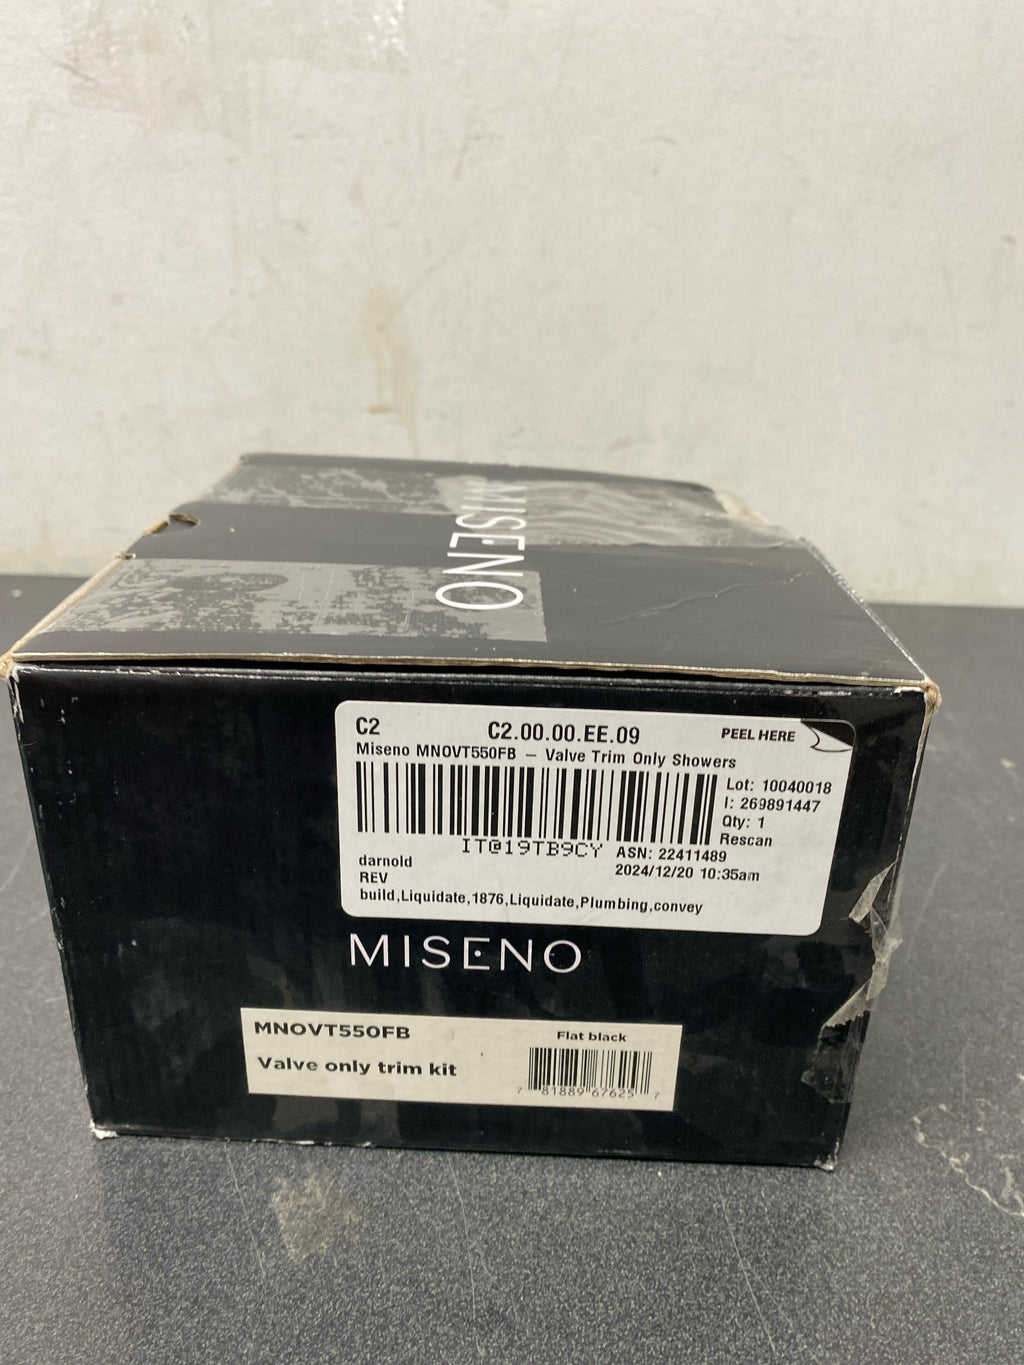 MISENO
C2 C2.00.00.EE.09 PEEL HERE
Miseno MNOVT550FB – Valve Trim Only Showers
Lot: 10040018
I: 269891447
Qty: 1
Rescan
IT@19TB9CY ASN: 22411489
darnold 2024/12/20 10:35am
REV
build,Liquidate,1876,Liquidate,Plumbing,convey
MISENO
MNOVT550FB Flat black
Valve only trim kit
7 81889 67625 7